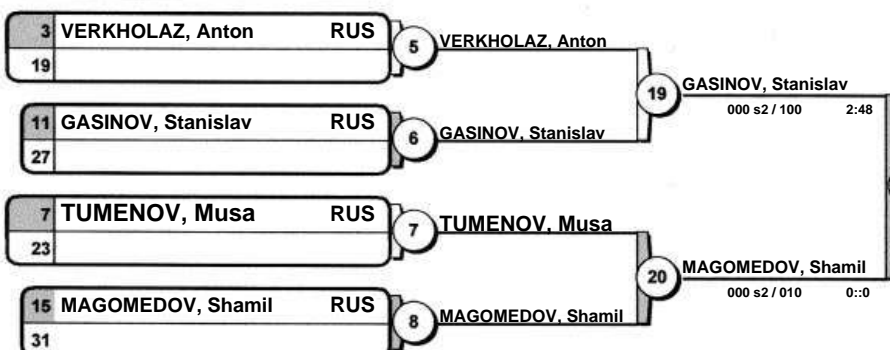 3 VERKHOLAZ, Anton RUS
19
5
VERKHOLAZ, Anton
11 GASINOV, Stanislav RUS
27
6
GASINOV, Stanislav
19
GASINOV, Stanislav
000 s2 / 100 2:48
7 TUMENOV, Musa RUS
23
7
TUMENOV, Musa
15 MAGOMEDOV, Shamil RUS
31
8
MAGOMEDOV, Shamil
20
MAGOMEDOV, Shamil
000 s2 / 010 0::0